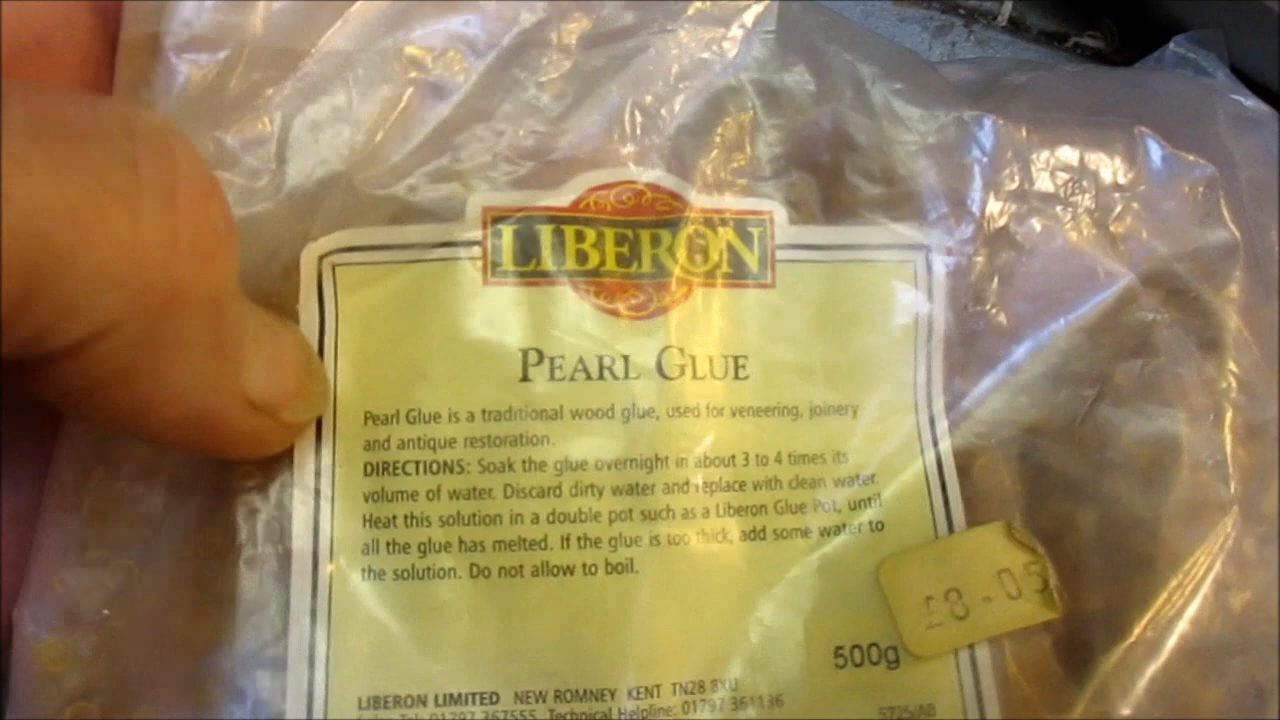 LIBERON
PEARL GLUE
Pearl Glue is a traditional wood glue, used for veneering, joinery
and antique restoration.
DIRECTIONS: Soak the glue overnight in about 3 to 4 times its
volume of water. Discard dirty water and replace with clean water.
Heat this solution in a double pot such as a Liberon Glue Pot, until
all the glue has melted. If the glue is too thick, add some water to
the solution. Do not allow to boil.
£8-05
500g
LIBERON LIMITED NEW ROMNEY KENT TN28 8XU
Tel: 01797 367555 Technical Helpline: 01797 361136